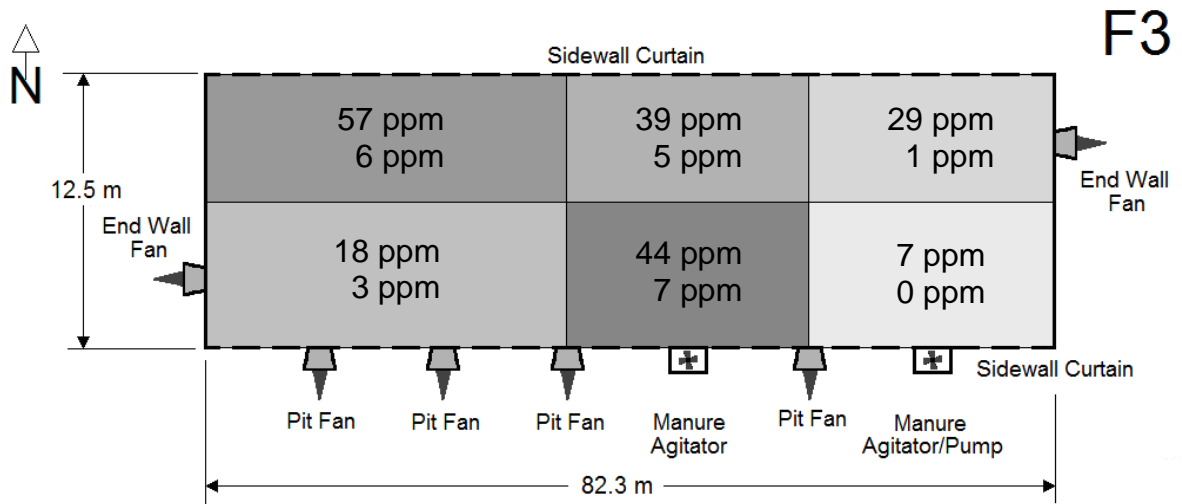 F3
N
Sidewall Curtain
57 ppm
6 ppm
39 ppm
5 ppm
29 ppm
1 ppm
12.5 m
End Wall
Fan
End Wall
Fan
18 ppm
3 ppm
44 ppm
7 ppm
7 ppm
0 ppm
Sidewall Curtain
Pit Fan
Pit Fan
Pit Fan
Manure
Agitator
Pit Fan
Manure
Agitator/Pump
82.3 m